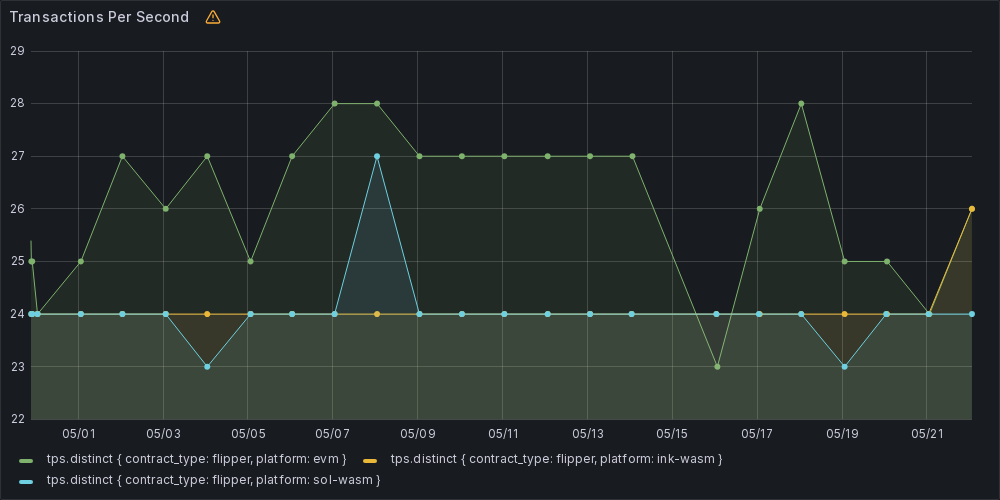 Transactions Per Second
29
28
27
26
25
24
23
22
05/01 05/03 05/05 05/07 05/09 05/11 05/13 05/15 05/17 05/19 05/21
tps.distinct { contract_type: flipper, platform: evm } tps.distinct { contract_type: flipper, platform: ink-wasm }
tps.distinct { contract_type: flipper, platform: sol-wasm }